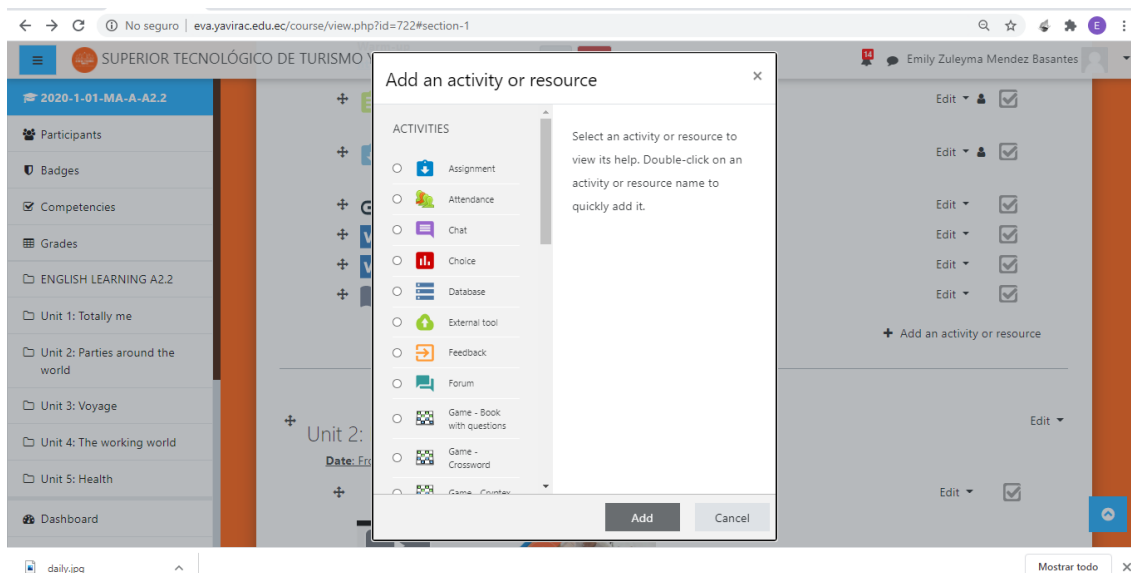 No seguro | eva.yavirac.edu.ec/course/view.php?id=722#section-1
E
SUPERIOR TECNOLÓGICO DE TURISMO Y
14
Emily Zuleyma Mendez Basantes
2020-1-01-MA-A-A2.2
Participants
Badges
Competencies
Grades
ENGLISH LEARNING A2.2
Unit 1: Totally me
Unit 2: Parties around the
world
Unit 3: Voyage
Unit 4: The working world
Unit 5: Health
Dashboard
Add an activity or resource
×
ACTIVITIES
Assignment
Attendance
Chat
Choice
Database
External tool
Feedback
Forum
Game - Book
with questions
Game -
Crossword
Game - Cryptex
Select an activity or resource to
view its help. Double-click on an
activity or resource name to
quickly add it.
Add
Cancel
Edit
Edit
Edit
Edit
Edit
Edit
Add an activity or resource
Unit 2:
Edit
Date: Fro
Edit
daily.jpg
Mostrar todo